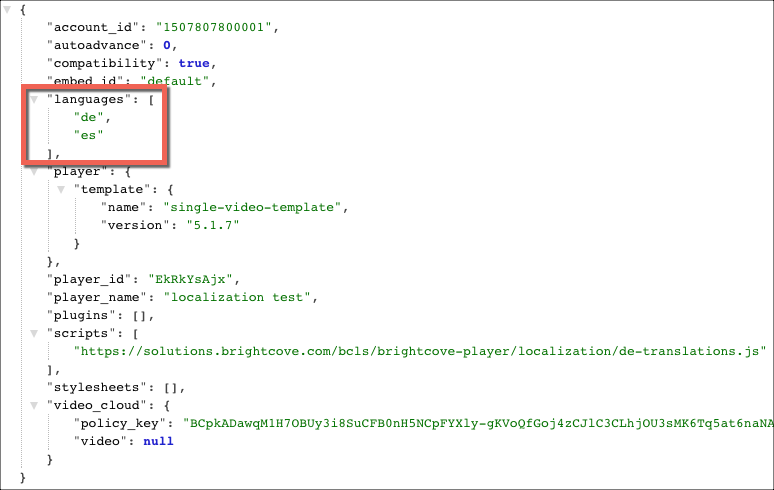 {
"account_id": "1507807800001",
"autoadvance": 0,
"compatibility": true,
"embed_id": "default",
"languages": [
"de",
"es"
],
"player": {
"template": {
"name": "single-video-template",
"version": "5.1.7"
}
},
"player_id": "EkRkYsAjx",
"player_name": "localization test",
"plugins": [],
"scripts": [
"https://solutions.brightcove.com/bcls/brightcove-player/localization/de-translations.js"
],
"stylesheets": [],
"video_cloud": {
"policy_key": "BCpkADawqM1H7OBUy3i8SuCFB0nH5NCpFYXly-gKVoQfGoj4zCJlC3CLhjOU3sMK6Tq5at6naNA
"video": null
}
}